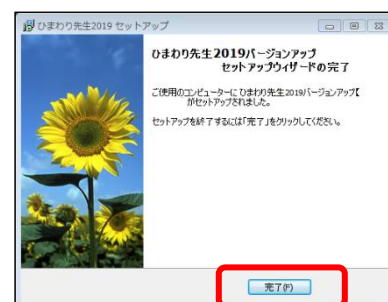 ひまわり先生2019 セットアップ
ひまわり先生2019バージョンアップ
セットアップウィザードの完了
ご使用のコンピューターに ひまわり先生2019バージョンアップ【
がセットアップされました。
セットアップを終了するには「完了」をクリックしてください。
完了(F)